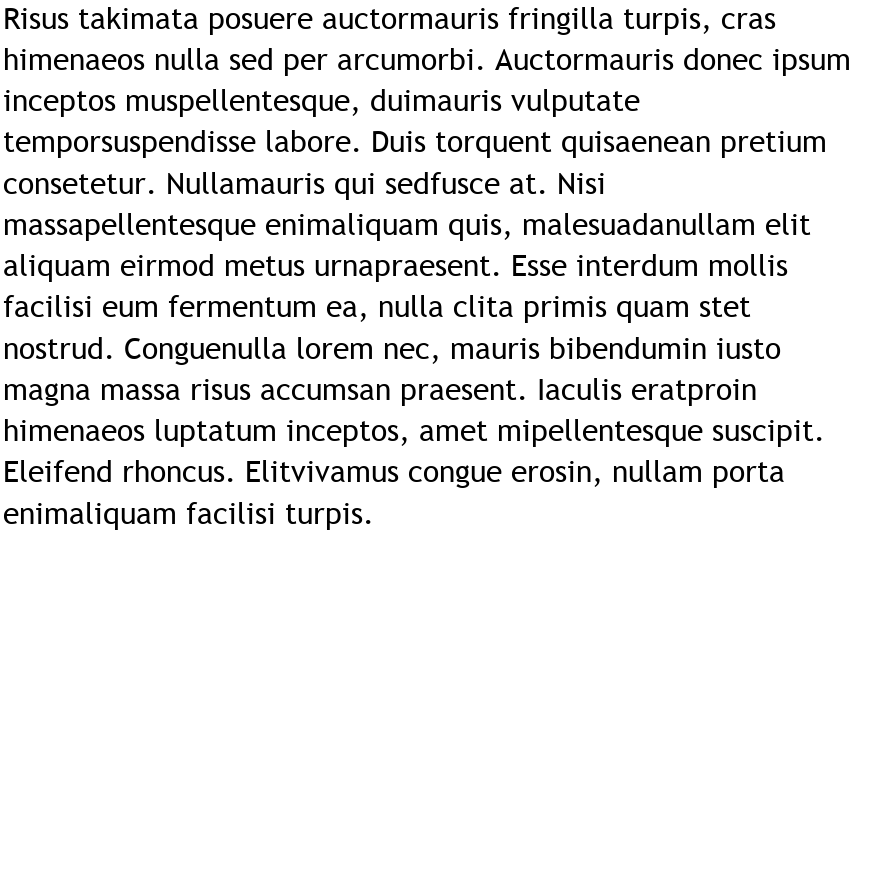 Risus takimata posuere auctormauris fringilla turpis, cras
himenaeos nulla sed per arcumorbi. Auctormauris donec ipsum
inceptos muspellentesque, duimauris vulputate
temporsuspendisse labore. Duis torquent quisaenean pretium
consetetur. Nullamauris qui sedfusce at. Nisi
massapellentesque enimaliquam quis, malesuadanullam elit
aliquam eirmod metus urnapraesent. Esse interdum mollis
facilisi eum fermentum ea, nulla clita primis quam stet
nostrud. Conguenulla lorem nec, mauris bibendumin iusto
magna massa risus accumsan praesent. Iaculis eratproin
himenaeos luptatum inceptos, amet mipellentesque suscipit.
Eleifend rhoncus. Elitvivamus congue erosin, nullam porta
enimaliquam facilisi turpis.